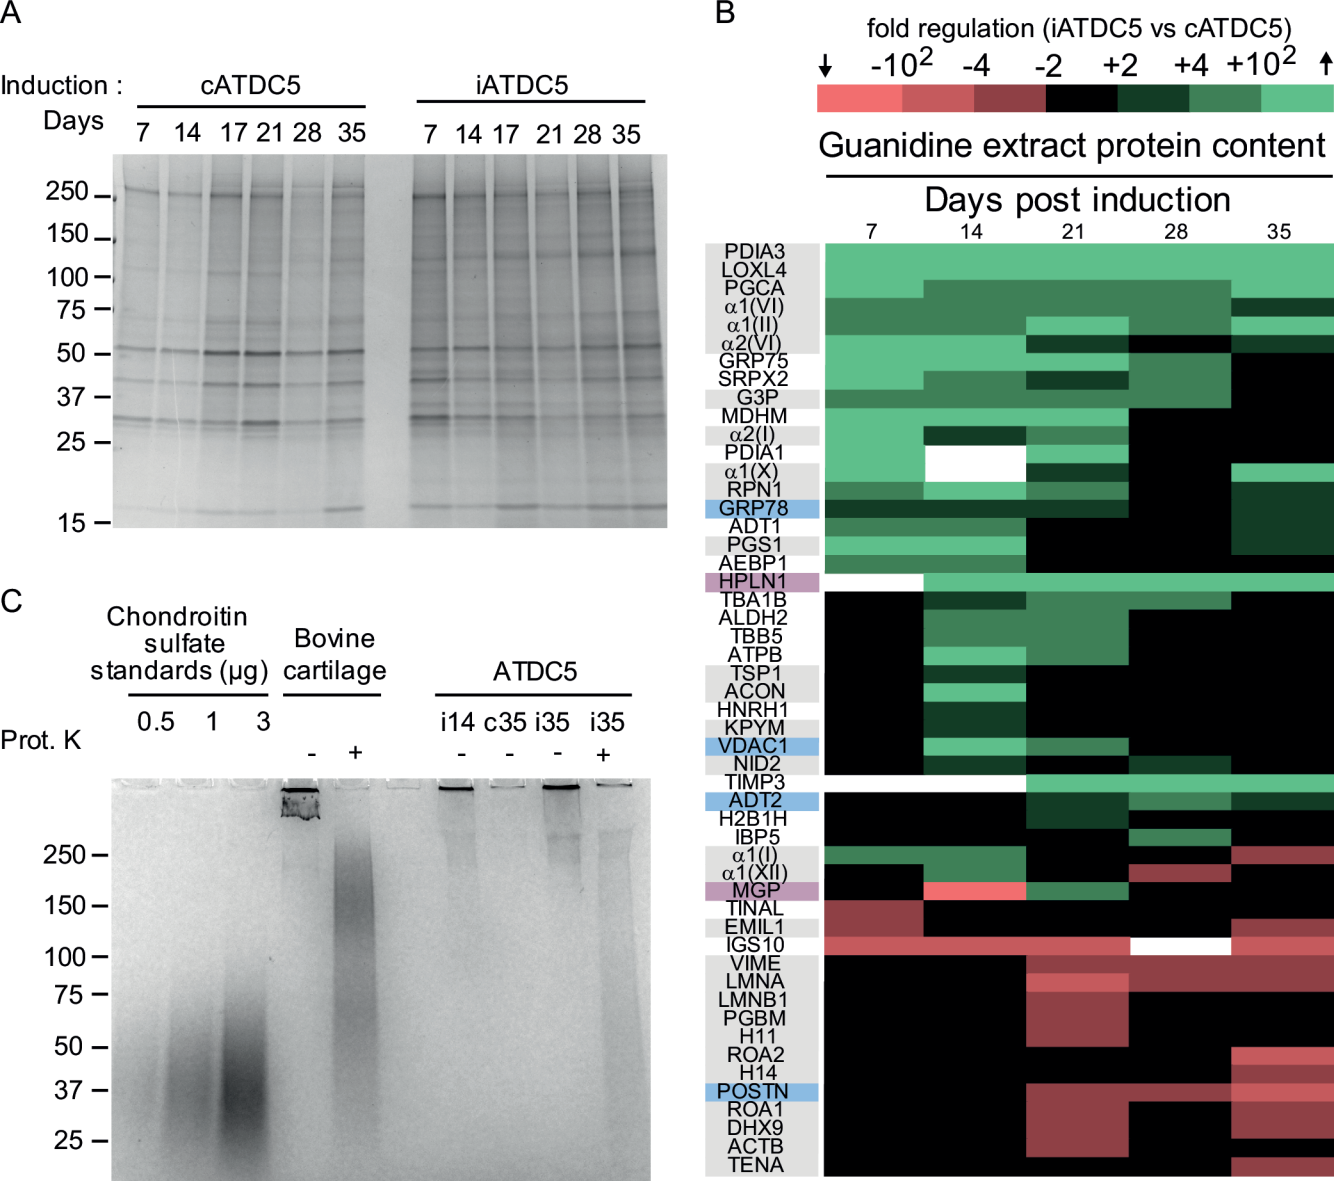 A
Induction :
cATDC5
iATDC5
Days
7 14 17 21 28 35
7 14 17 21 28 35
250
150
100
75
50
37
25
15
B
fold regulation (iATDC5 vs cATDC5)
-10² -4 -2 +2 +4 +10²
Guanidine extract protein content
Days post induction
7 14 21 28 35
PDIA3
LOXL4
PGCA
α1(VI)
α1(II)
α2(VI)
GRP75
SRPX2
G3P
MDHM
α2(I)
PDIA1
α1(X)
RPN1
GRP78
ADT1
PGS1
AEBP1
HPLN1
TBA1B
ALDH2
TBB5
ATPB
TSP1
ACON
HNRH1
KPYM
VDAC1
NID2
TIMP3
ADT2
H2B1H
IBP5
α1(I)
α1(XII)
MGP
TINAL
EMIL1
IGS10
VIME
LMNA
LMNB1
PGBM
H11
ROA2
H14
POSTN
ROA1
DHX9
ACTB
TENA
C
Chondroitin
sulfate
standards (µg)
Bovine
cartilage
ATDC5
0.5 1 3
i14 c35 i35 i35
Prot. K
- +
- - - +
250
150
100
75
50
37
25